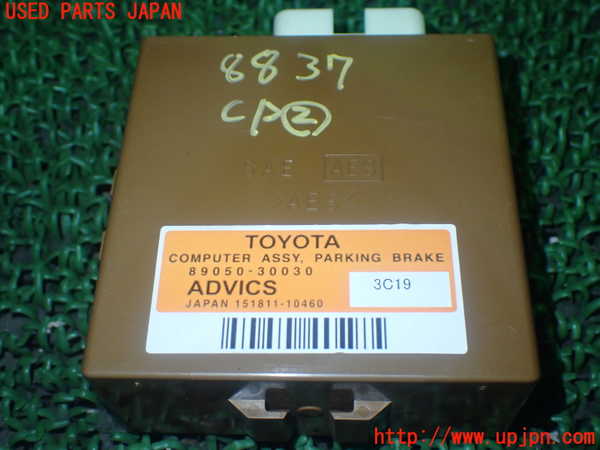 USED PARTS JAPAN
8837
CP②
TOYOTA
COMPUTER ASSY, PARKING BRAKE
89050-30030
ADVICS
3C19
JAPAN 151811-10460
http://www.upjpn.com